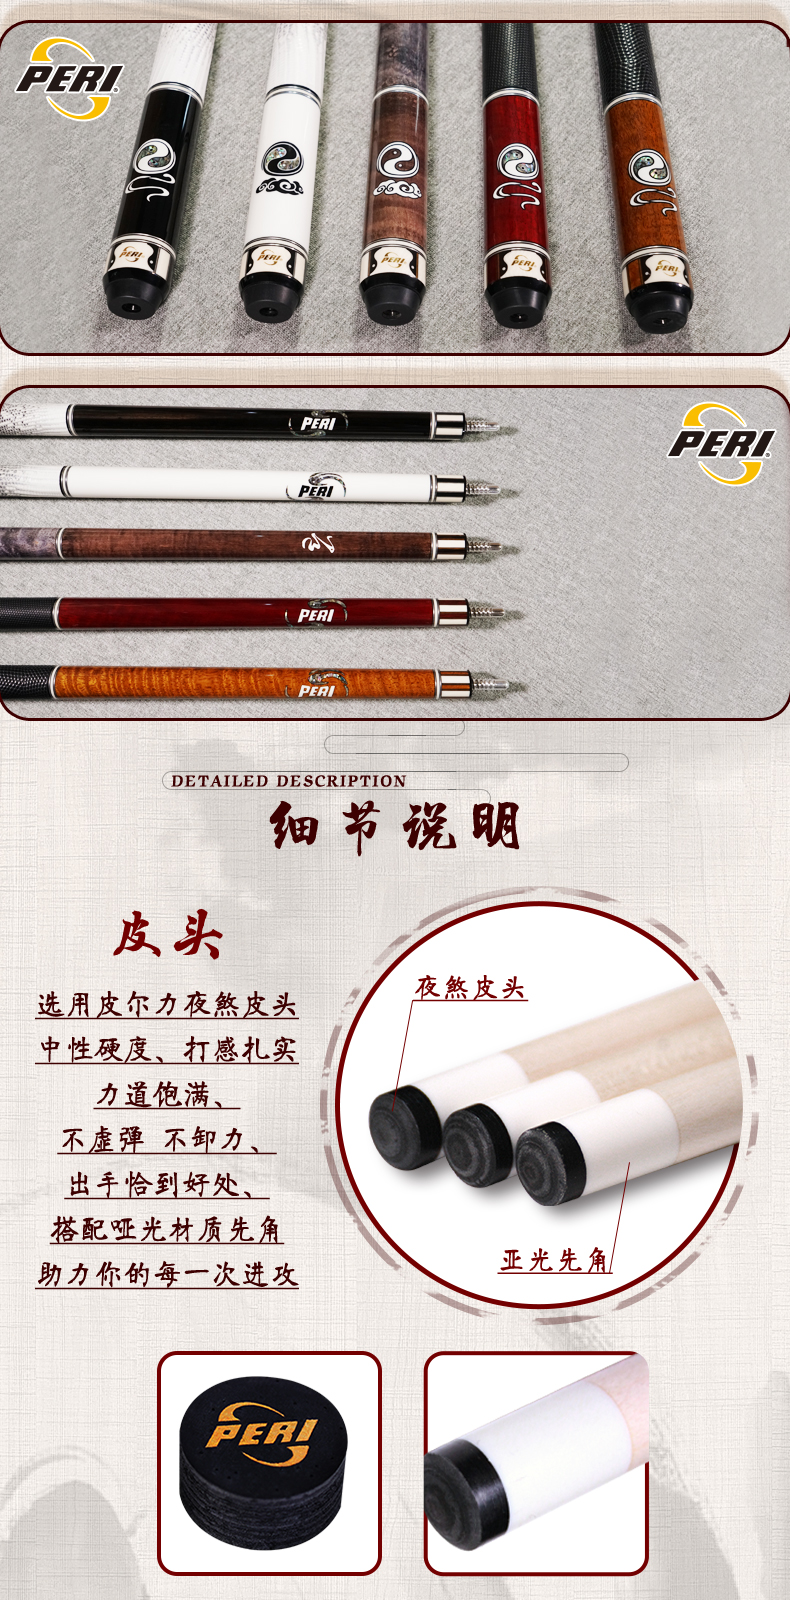 PERI
PERI
PERI
PERI
PERI
PERI
PERI
PERI
PERI
PERI
PERI
DETAILED DESCRIPTION
细节说明
皮头
选用皮尔力夜煞皮头
中性硬度、打感扎实
力道饱满、
不虚弹 不卸力、
出手恰到好处、
搭配哑光材质先角
助力你的每一次进攻
夜煞皮头
亚光先角
PERI